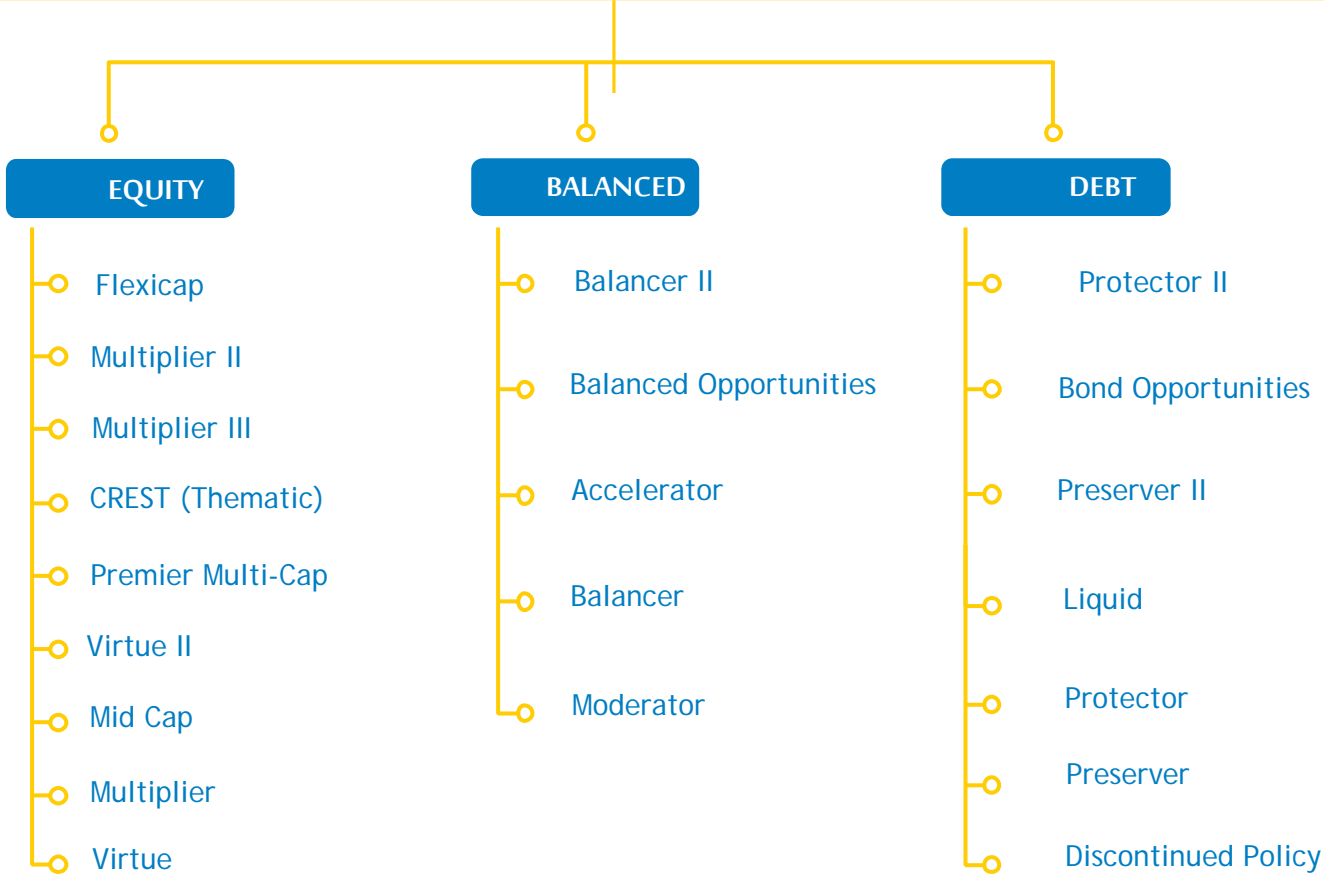 EQUITY
Flexicap
Multiplier II
Multiplier III
CREST (Thematic)
Premier Multi-Cap
Virtue II
Mid Cap
Multiplier
Virtue
BALANCED
Balancer II
Balanced Opportunities
Accelerator
Balancer
Moderator
DEBT
Protector II
Bond Opportunities
Preserver II
Liquid
Protector
Preserver
Discontinued Policy